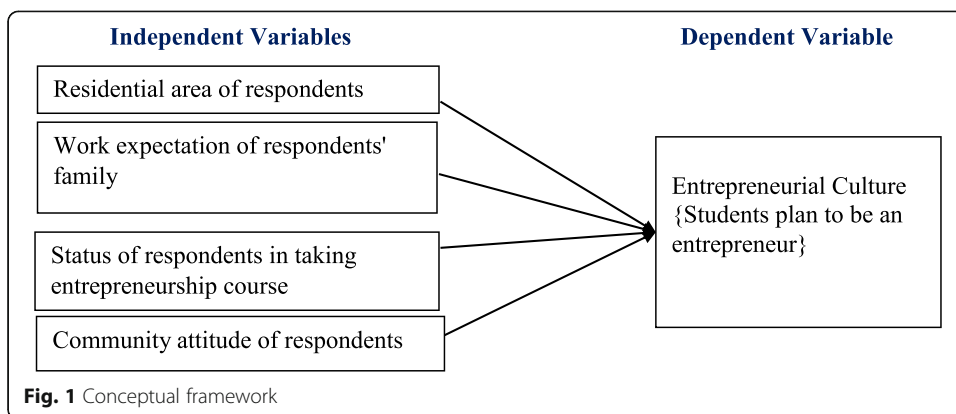 Independent Variables
Dependent Variable
Residential area of respondents
Work expectation of respondents'
family
Status of respondents in taking
entrepreneurship course
Community attitude of respondents
Entrepreneurial Culture
{Students plan to be an
entrepreneur}
Fig. 1 Conceptual framework